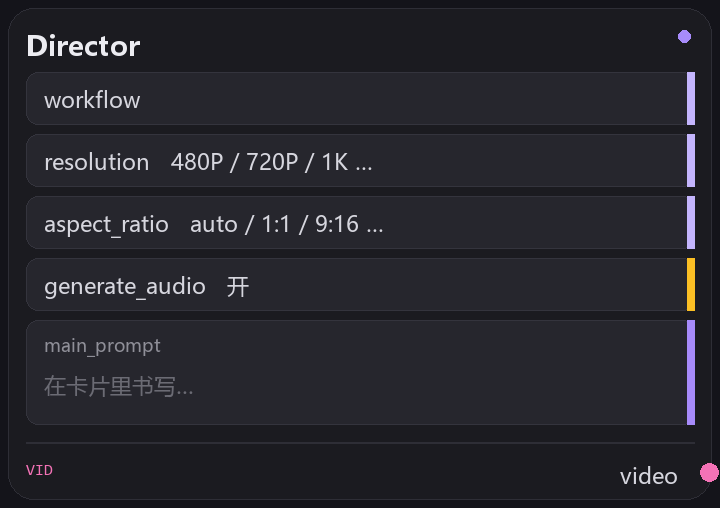 Director
workflow
resolution 480P / 720P / 1K ...
aspect_ratio auto / 1:1 / 9:16 ...
generate_audio 开
main_prompt
在卡片里书写...
VID
video